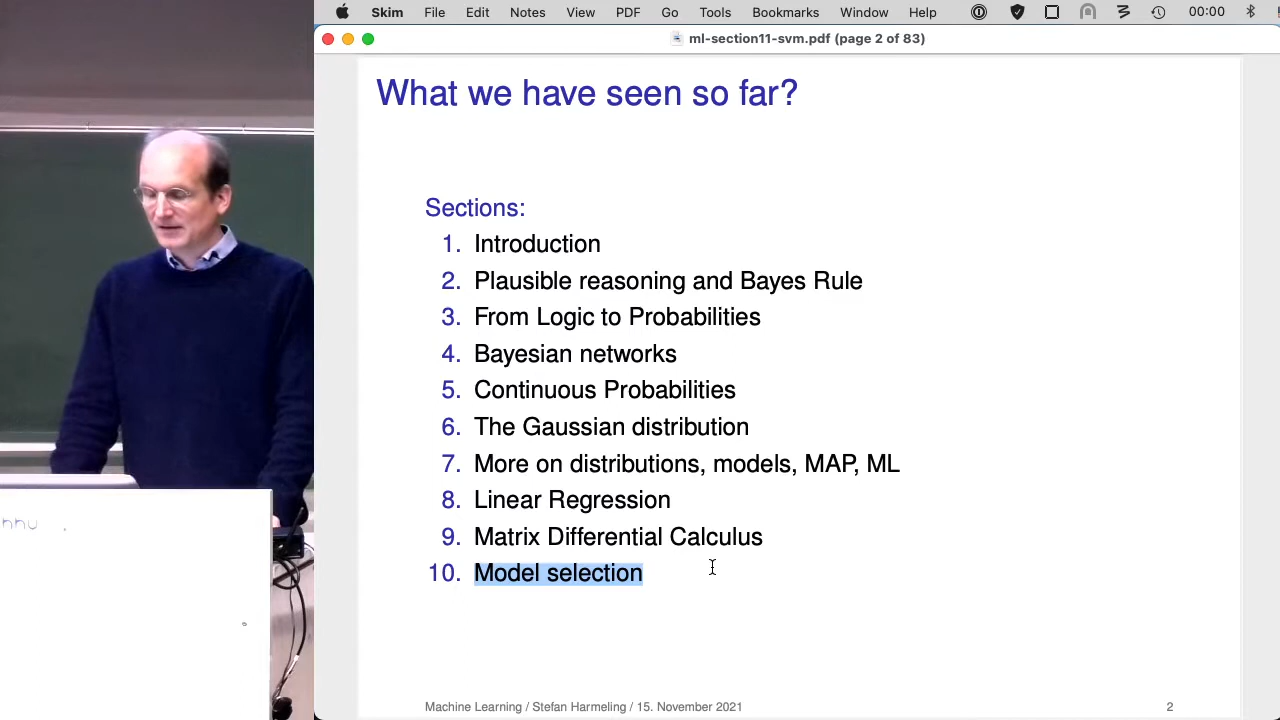 Skim File Edit Notes View PDF Go Tools Bookmarks Window Help 00:00
ml-section11-svm.pdf (page 2 of 83)
What we have seen so far?
Sections:
1. Introduction
2. Plausible reasoning and Bayes Rule
3. From Logic to Probabilities
4. Bayesian networks
5. Continuous Probabilities
6. The Gaussian distribution
7. More on distributions, models, MAP, ML
8. Linear Regression
9. Matrix Differential Calculus
10. Model selection
Machine Learning / Stefan Harmeling / 15. November 2021 2
hhu